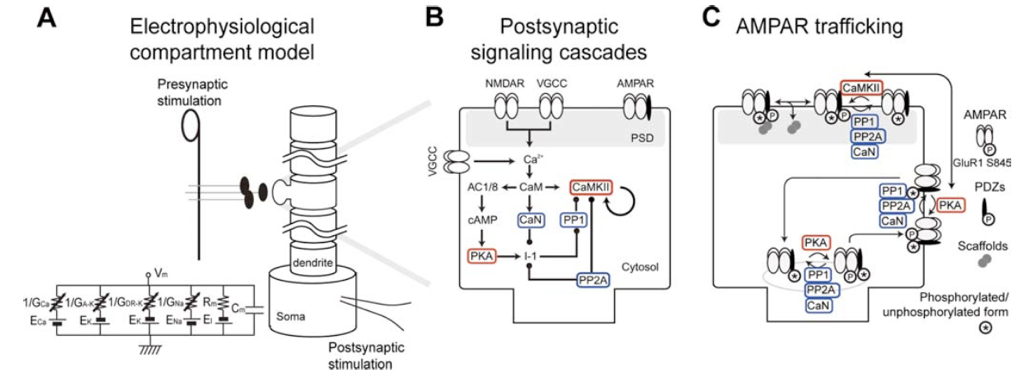 A
Electrophysiological
compartment model
Presynaptic
stimulation
dendrite
Soma
Postsynaptic
stimulation
Vm
1/GCa 1/GA-K 1/GDR-K 1/GNa Rm Cm
ECa EK EK ENa El
B
Postsynaptic
signaling cascades
NMDAR VGCC AMPAR
PSD
VGCC
Ca²⁺
AC1/8 CaM CaMKII
cAMP CaN PP1
PKA I-1
PP2A
Cytosol
C
AMPAR trafficking
CaMKII
P P
PP1
PP2A
CaN
AMPAR
P
GluR1 S845
PP1
PP2A
CaN
PKA
P
P
PDZs
P
Scaffolds
PKA
P
PP1
PP2A
CaN
Phosphorylated/
unphosphorylated form